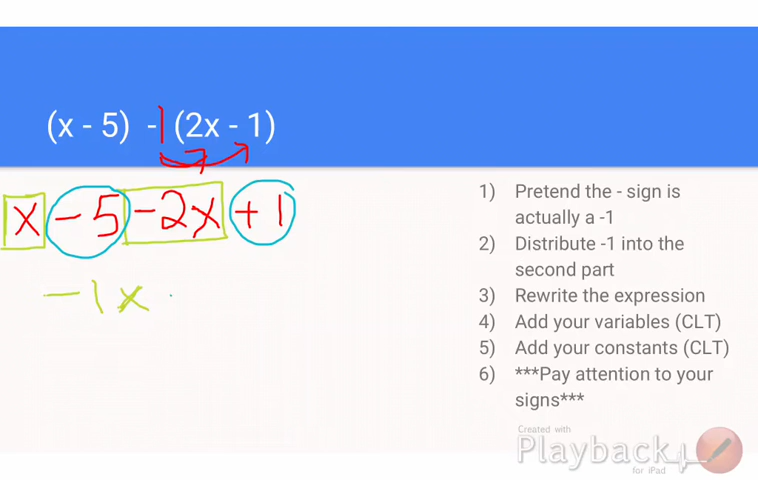 (x - 5) -1(2x - 1)
x - 5 - 2x + 1
-1x
1) Pretend the - sign is
actually a -1
2) Distribute -1 into the
second part
3) Rewrite the expression
4) Add your variables (CLT)
5) Add your constants (CLT)
6) ***Pay attention to your
signs***
Created with
Playback
for iPad